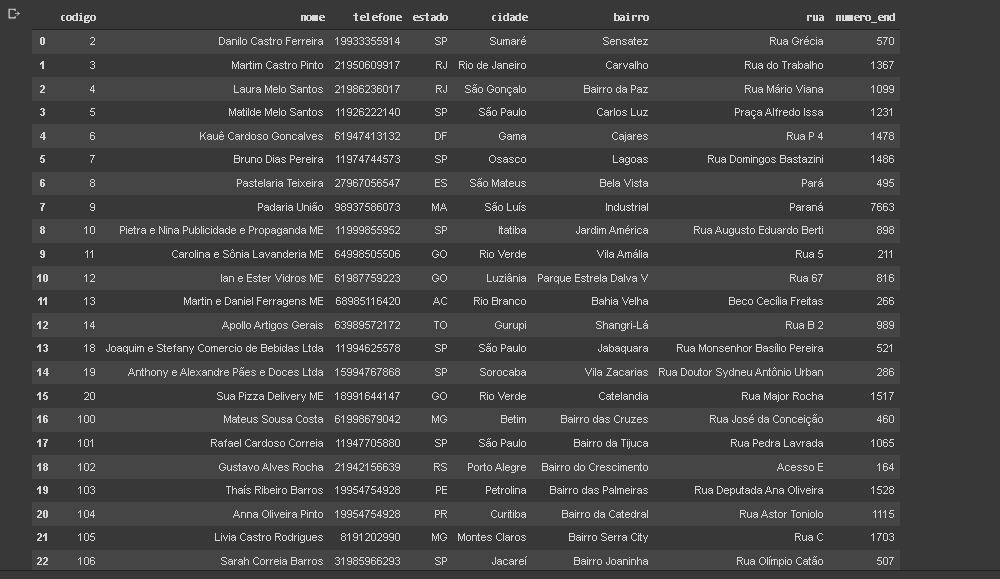 codigo nome telefone estado cidade bairro rua numero_end
0 2 Danilo Castro Ferreira 19933355914 SP Sumaré Sensatez Rua Grécia 570
1 3 Martim Castro Pinto 21950609917 RJ Rio de Janeiro Carvalho Rua do Trabalho 1367
2 4 Laura Melo Santos 21986236017 RJ São Gonçalo Bairro da Paz Rua Mário Viana 1099
3 5 Matilde Melo Santos 11926222140 SP São Paulo Carlos Luz Praça Alfredo Issa 1231
4 6 Kauê Cardoso Goncalves 61947413132 DF Gama Cajares Rua P 4 1478
5 7 Bruno Dias Pereira 11974744573 SP Osasco Lagoas Rua Domingos Bastazini 1486
6 8 Pastelaria Teixeira 27967056547 ES São Mateus Bela Vista Pará 495
7 9 Padaria União 98937586073 MA São Luís Industrial Paraná 7663
8 10 Pietra e Nina Publicidade e Propaganda ME 11999855952 SP Itatiba Jardim América Rua Augusto Eduardo Berti 898
9 11 Carolina e Sônia Lavanderia ME 64998505506 GO Rio Verde Vila Amália Rua 5 211
10 12 Ian e Ester Vidros ME 61987759223 GO Luziânia Parque Estrela Dalva V Rua 67 816
11 13 Martin e Daniel Ferragens ME 68985116420 AC Rio Branco Bahia Velha Beco Cecília Freitas 266
12 14 Apollo Artigos Gerais 63989572172 TO Gurupi Shangri-Lá Rua B 2 989
13 18 Joaquim e Stefany Comercio de Bebidas Ltda 11994625578 SP São Paulo Jabaquara Rua Monsenhor Basílio Pereira 521
14 19 Anthony e Alexandre Pães e Doces Ltda 15994767868 SP Sorocaba Vila Zacarias Rua Doutor Sydneu Antônio Urban 286
15 20 Sua Pizza Delivery ME 18991644147 GO Rio Verde Catelandia Rua Major Rocha 1517
16 100 Mateus Sousa Costa 61998679042 MG Betim Bairro das Cruzes Rua José da Conceição 460
17 101 Rafael Cardoso Correia 11947705880 SP São Paulo Bairro da Tijuca Rua Pedra Lavrada 1065
18 102 Gustavo Alves Rocha 21942156639 RS Porto Alegre Bairro do Crescimento Acesso E 164
19 103 Thaís Ribeiro Barros 19954754928 PE Petrolina Bairro das Palmeiras Rua Deputada Ana Oliveira 1528
20 104 Anna Oliveira Pinto 19954754928 PR Curitiba Bairro da Catedral Rua Astor Toniolo 1115
21 105 Livia Castro Rodrigues 8191202990 MG Montes Claros Bairro Serra City Rua C 1703
22 106 Sarah Correia Barros 31985966293 SP Jacareí Bairro Joaninha Rua Olímpio Catão 507